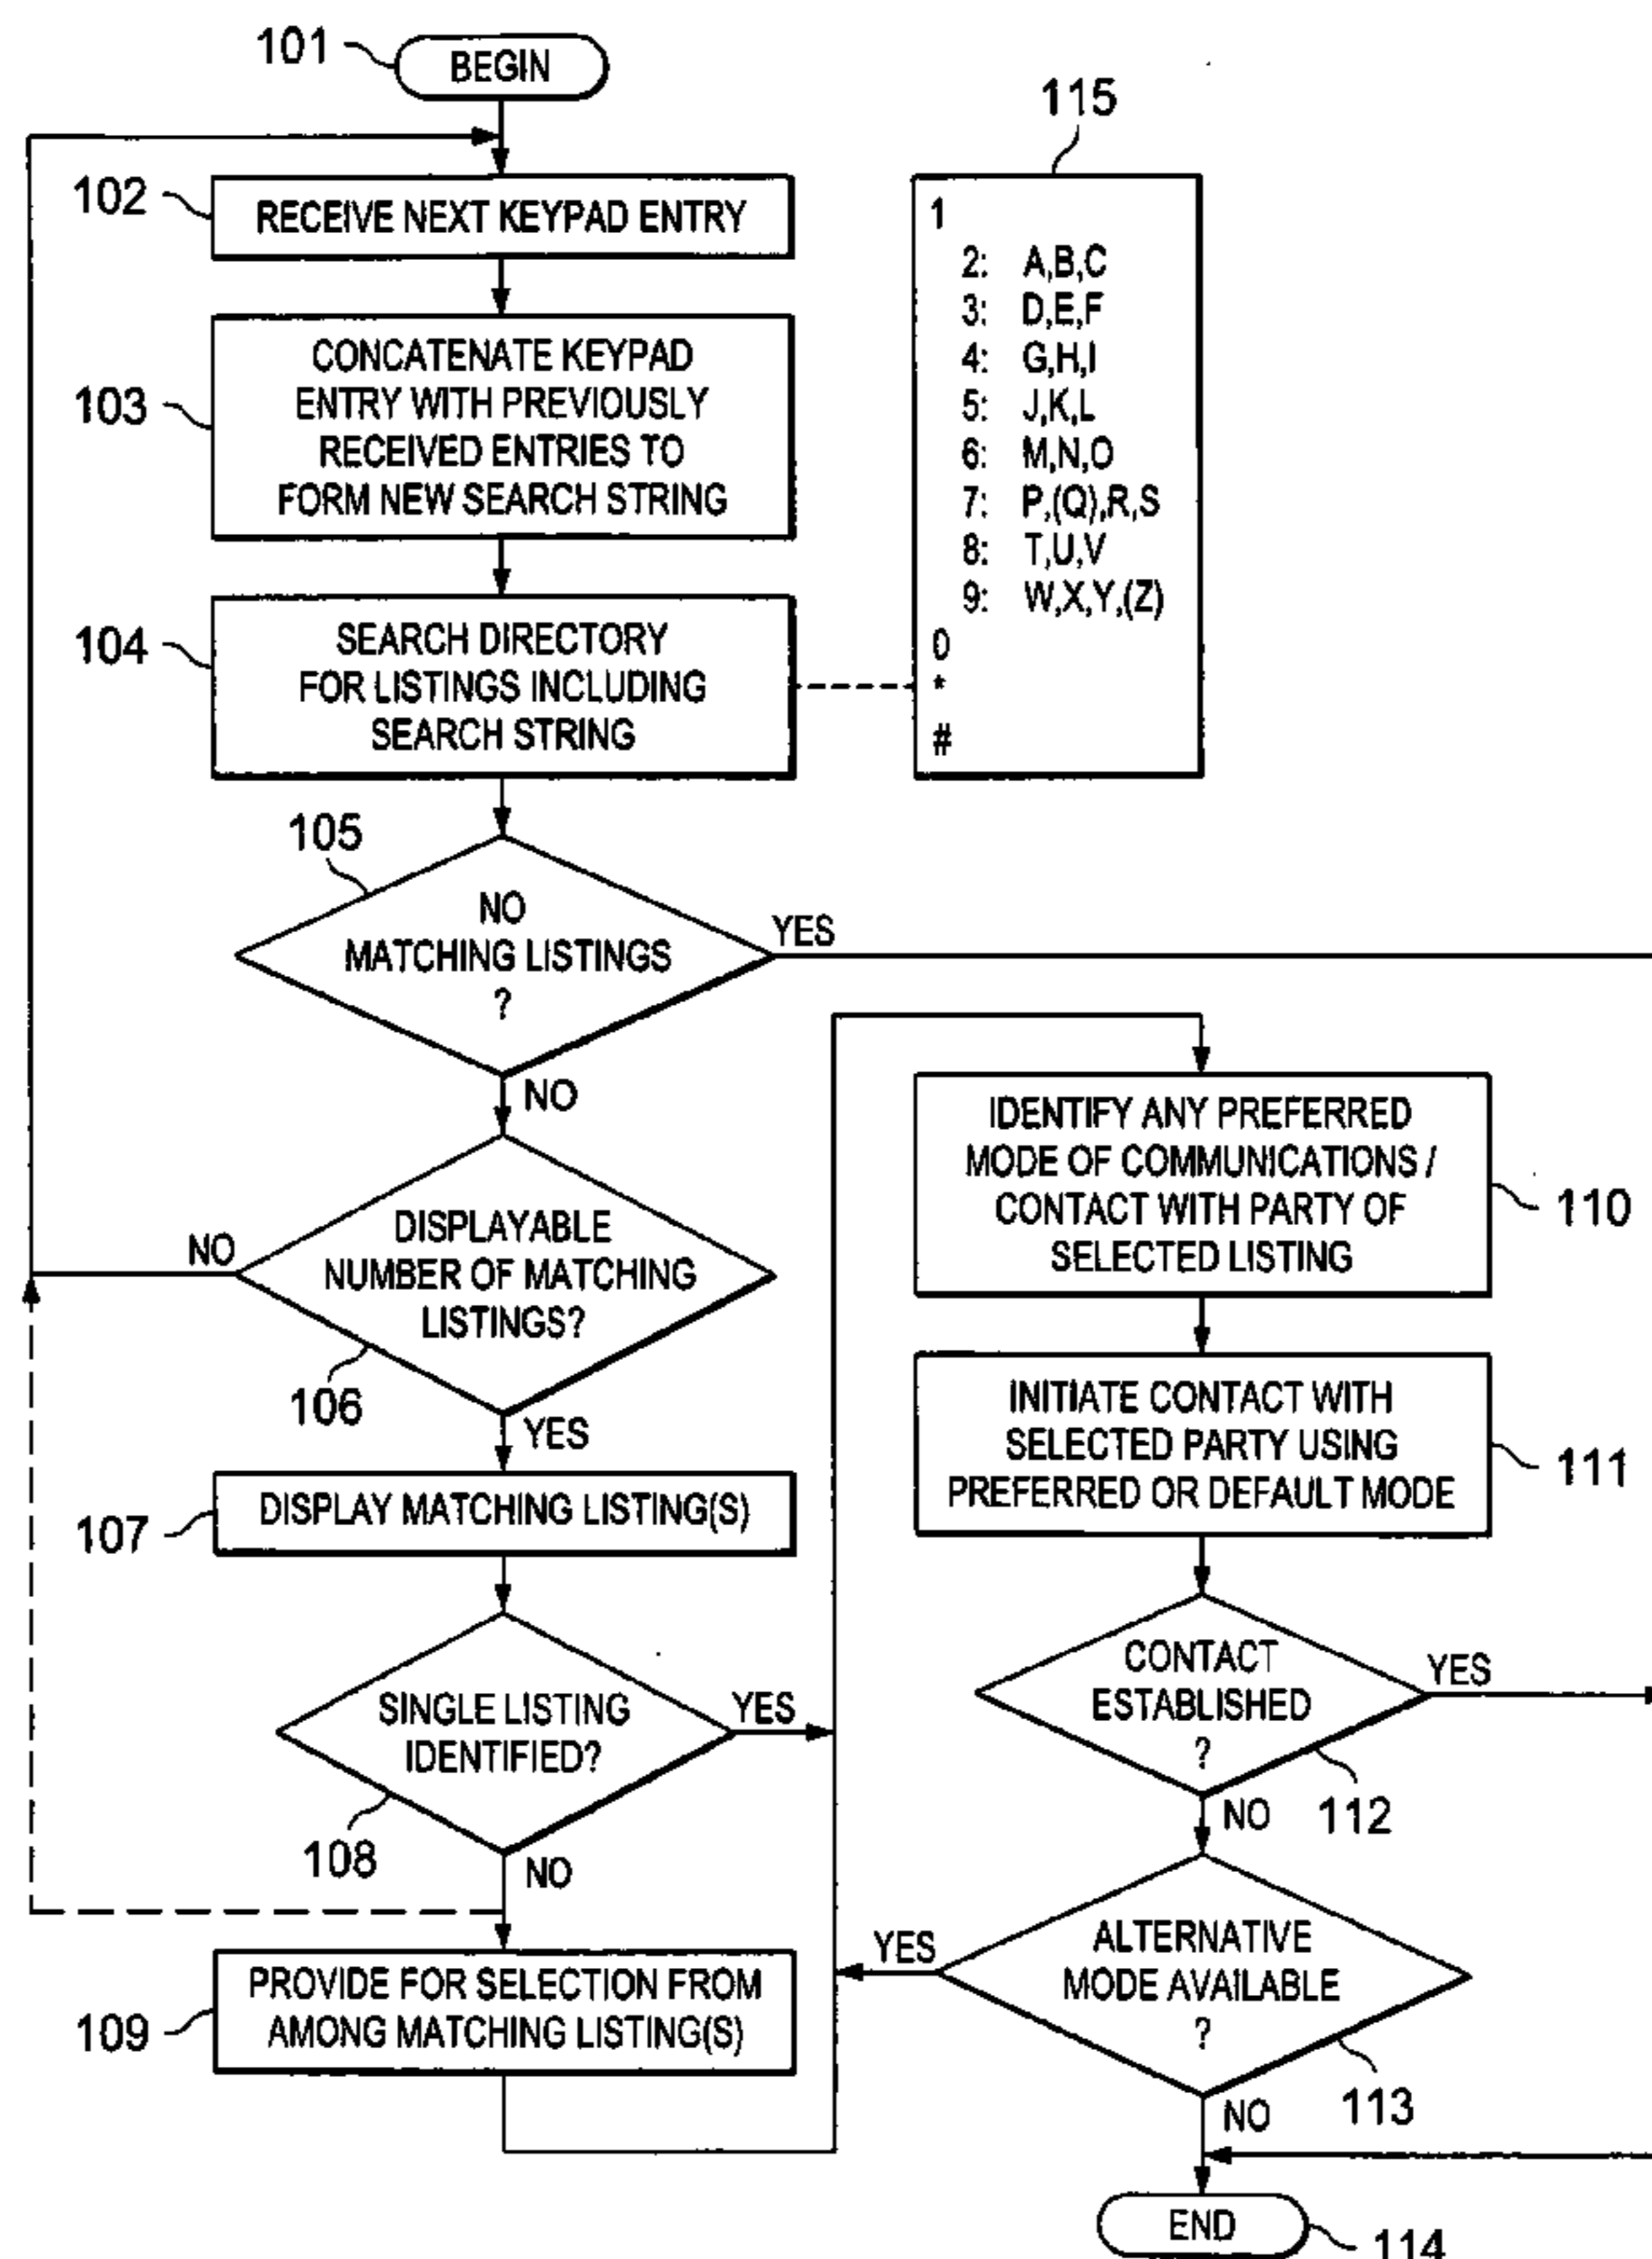 101
BEGIN
115
102
RECEIVE NEXT KEYPAD ENTRY
103
CONCATENATE KEYPAD
ENTRY WITH PREVIOUSLY
RECEIVED ENTRIES TO
FORM NEW SEARCH STRING
104
SEARCH DIRECTORY
FOR LISTINGS INCLUDING
SEARCH STRING
1
2: A,B,C
3: D,E,F
4: G,H,I
5: J,K,L
6: M,N,O
7: P,(Q),R,S
8: T,U,V
9: W,X,Y,(Z)
0
*
#
105
NO
MATCHING LISTINGS
?
YES
NO
106
DISPLAYABLE
NUMBER OF MATCHING
LISTINGS?
NO
YES
107
DISPLAY MATCHING LISTING(S)
108
SINGLE LISTING
IDENTIFIED?
YES
NO
109
PROVIDE FOR SELECTION FROM
AMONG MATCHING LISTING(S)
IDENTIFY ANY PREFERRED
MODE OF COMMUNICATIONS /
CONTACT WITH PARTY OF
SELECTED LISTING
110
INITIATE CONTACT WITH
SELECTED PARTY USING
PREFERRED OR DEFAULT MODE
111
CONTACT
ESTABLISHED
?
YES
112
NO
ALTERNATIVE
MODE AVAILABLE
?
YES
113
NO
END
114